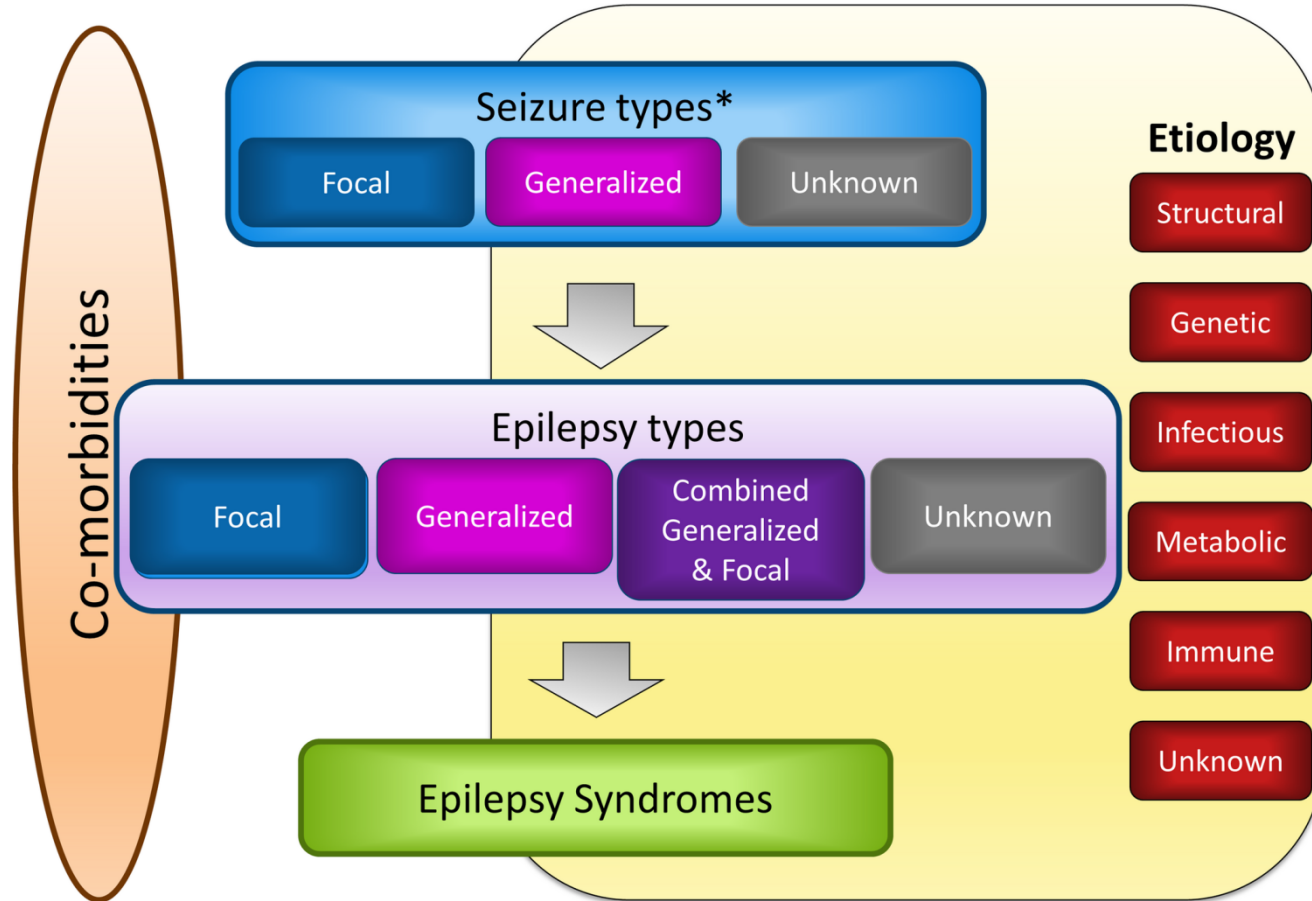 Co-morbidities
Seizure types*
Focal
Generalized
Unknown
Epilepsy types
Focal
Generalized
Combined
Generalized
& Focal
Unknown
Epilepsy Syndromes
Etiology
Structural
Genetic
Infectious
Metabolic
Immune
Unknown